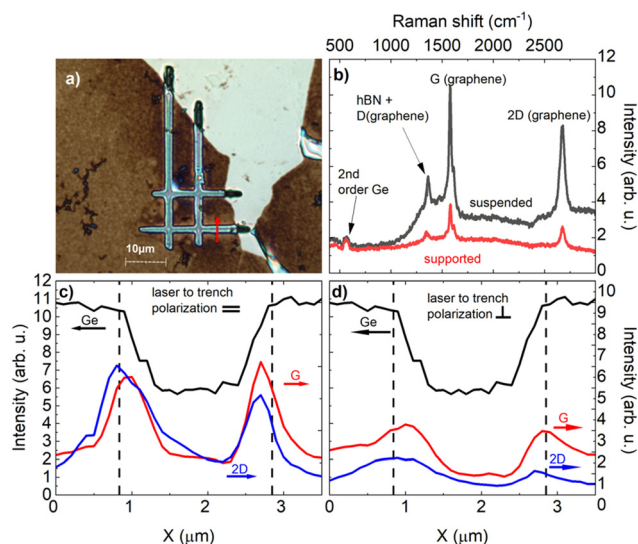 a)
10µm
Raman shift (cm⁻¹)
500 1000 1500 2000 2500
b)
G (graphene)
hBN +
D(graphene)
2D (graphene)
2nd
order Ge
suspended
supported
12
10
8
6
4
2
0
Intensity (arb. u.)
c)
laser to trench
polarization =
Ge
G
2D
12
11
10
9
8
7
6
5
4
3
2
1
0
Intensity (arb. u.)
0 1 2 3
X (µm)
d)
laser to trench
polarization ⊥
Ge
G
2D
10
9
8
7
6
5
4
3
2
1
0
Intensity (arb. u.)
0 1 2 3
X (µm)